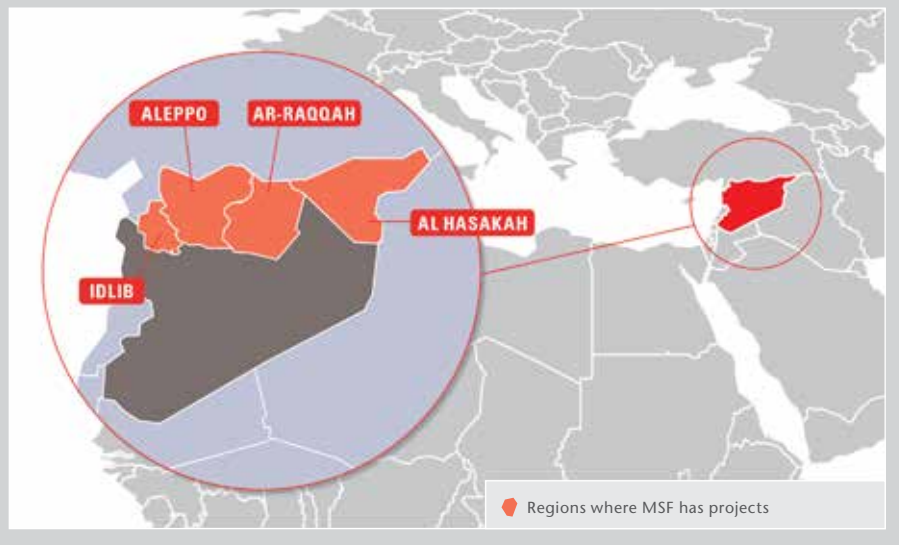 ALEPPO
AR-RAQQAH
AL HASAKAH
IDLIB
Regions where MSF has projects